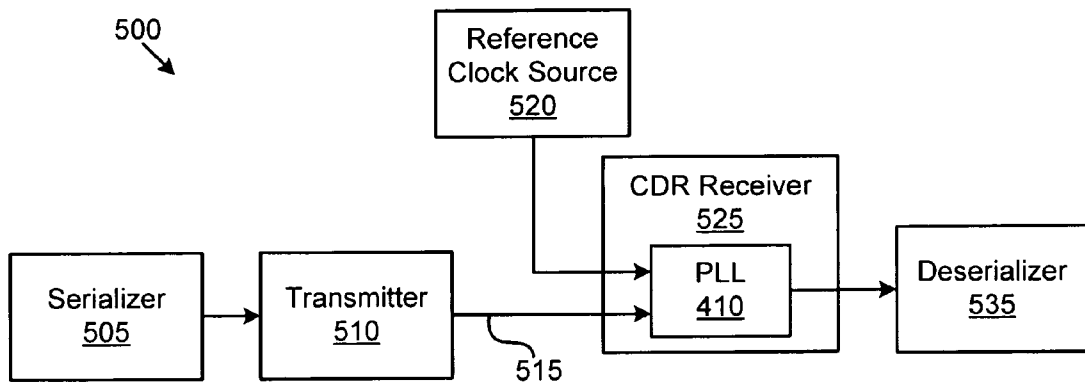 500
Reference
Clock Source
520
CDR Receiver
525
PLL
410
Serializer
505
Transmitter
510
515
Deserializer
535